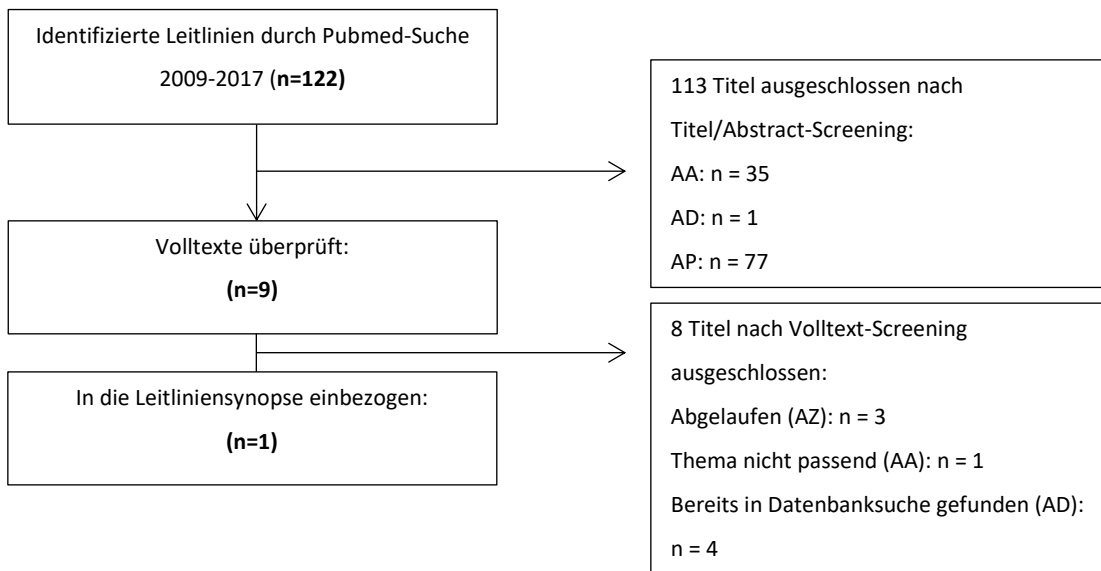 Identifizierte Leitlinien durch Pubmed-Suche
2009-2017 (n=122)
113 Titel ausgeschlossen nach
Titel/Abstract-Screening:
AA: n = 35
AD: n = 1
AP: n = 77
Volltexte überprüft:
(n=9)
8 Titel nach Volltext-Screening
ausgeschlossen:
Abgelaufen (AZ): n = 3
Thema nicht passend (AA): n = 1
Bereits in Datenbanksuche gefunden (AD):
n = 4
In die Leitliniensynopse einbezogen:
(n=1)